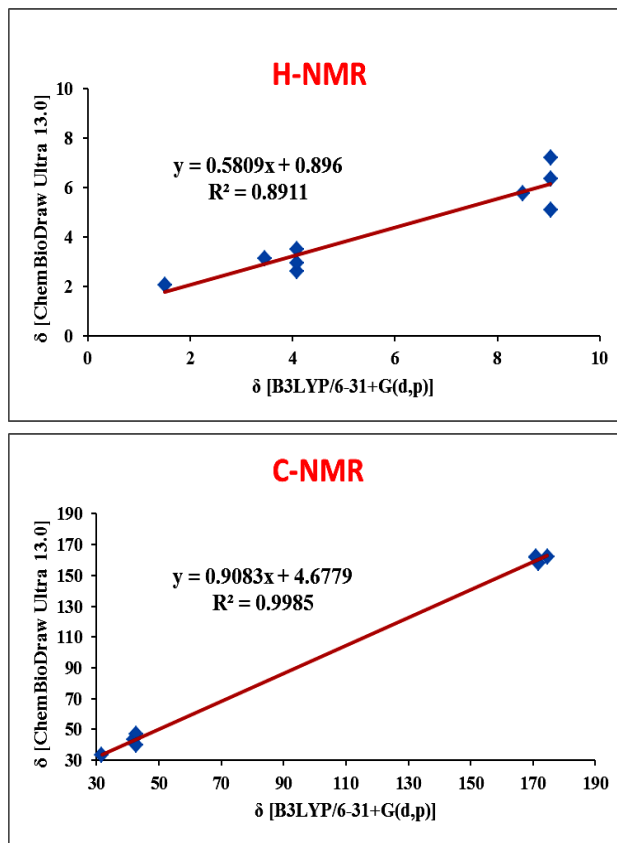 H-NMR
δ [ChemBioDraw Ultra 13.0]
10
8
6
4
2
0
y = 0.5809x + 0.896
R² = 0.8911
0 2 4 6 8 10
δ [B3LYP/6-31+G(d,p)]
C-NMR
δ [ChemBioDraw Ultra 13.0]
190
170
150
130
110
90
70
50
30
y = 0.9083x + 4.6779
R² = 0.9985
30 50 70 90 110 130 150 170 190
δ [B3LYP/6-31+G(d,p)]